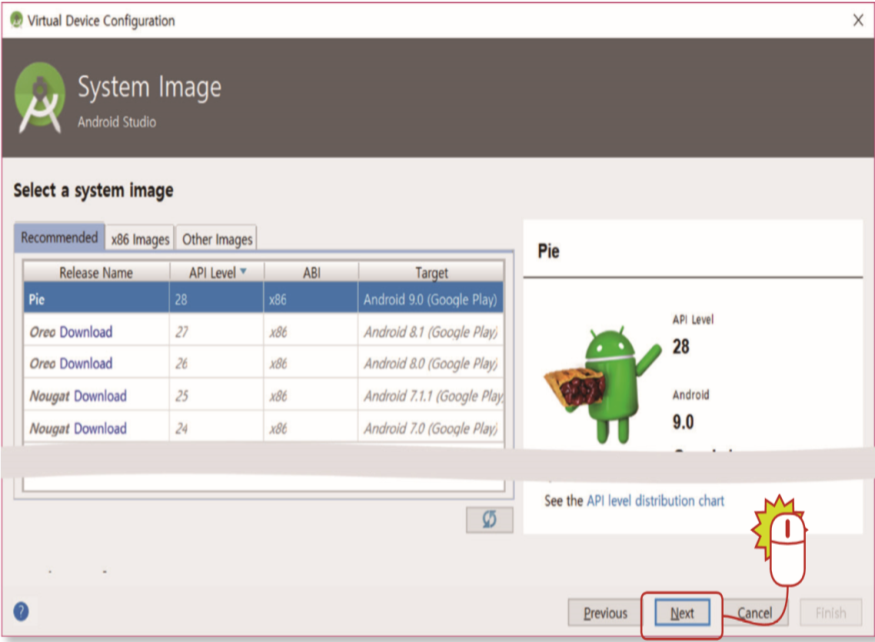 Virtual Device Configuration
System Image
Android Studio
Select a system image
Recommended x86 Images Other Images
Release Name API Level ABI Target
Pie 28 x86 Android 9.0 (Google Play)
Oreo Download 27 x86 Android 8.1 (Google Play)
Oreo Download 26 x86 Android 8.0 (Google Play)
Nougat Download 25 x86 Android 7.1.1 (Google Play
Nougat Download 24 x86 Android 7.0 (Google Play)
Pie
API Level
28
Android
9.0
See the API level distribution chart
? Previous Next Cancel Finish